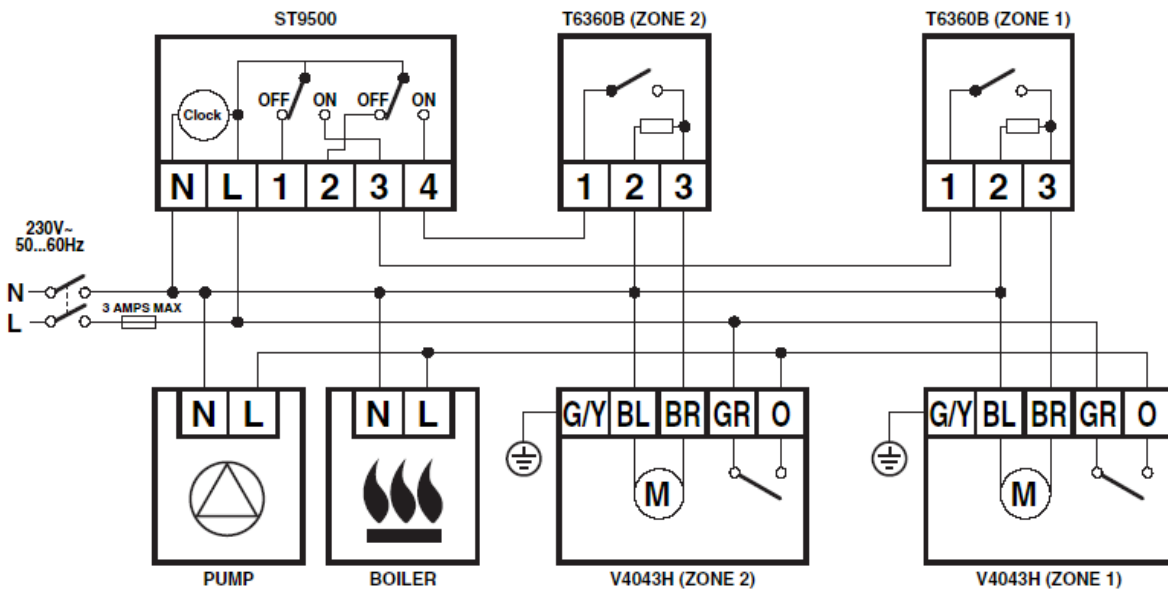 ST9500
T6360B (ZONE 2)
T6360B (ZONE 1)
Clock
OFF
ON
OFF
ON
N L 1 2 3 4
1 2 3
1 2 3
230V~
50...60Hz
N
3 AMPS MAX
L
N L
N L
G/Y BL BR GR O
G/Y BL BR GR O
M
M
PUMP
BOILER
V4043H (ZONE 2)
V4043H (ZONE 1)